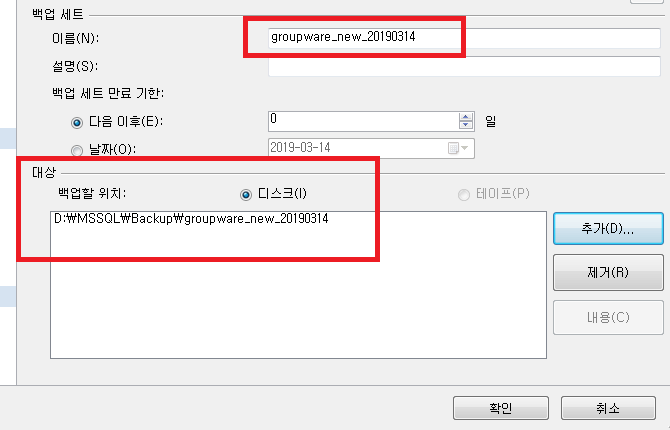 백업 세트
이름(N):
groupware_new_20190314
설명(S):
백업 세트 만료 기한:
다음 이후(E):
0
일
날짜(O):
2019-03-14
대상
백업할 위치:
디스크(I)
테이프(P)
D:₩MSSQL₩Backup₩groupware_new_20190314
추가(D)...
제거(R)
내용(C)
확인
취소